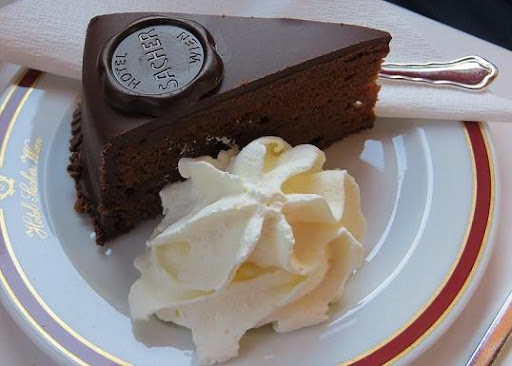 HOTEL
SACHER
WIEN
Hotel Sacher Wien